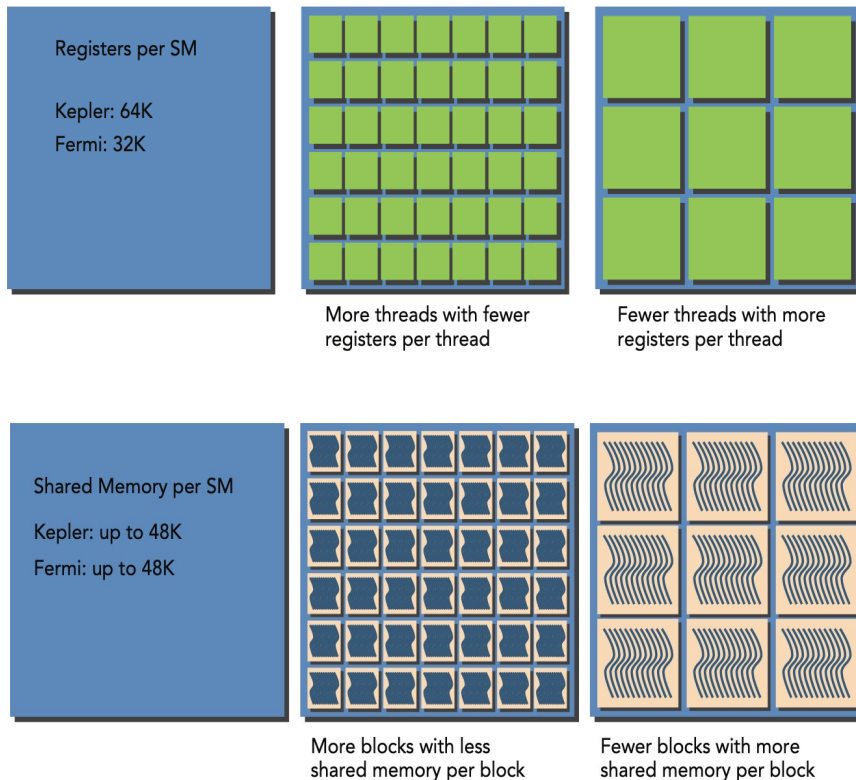 Registers per SM
Kepler: 64K
Fermi: 32K
More threads with fewer
registers per thread
Fewer threads with more
registers per thread
Shared Memory per SM
Kepler: up to 48K
Fermi: up to 48K
More blocks with less
shared memory per block
Fewer blocks with more
shared memory per block